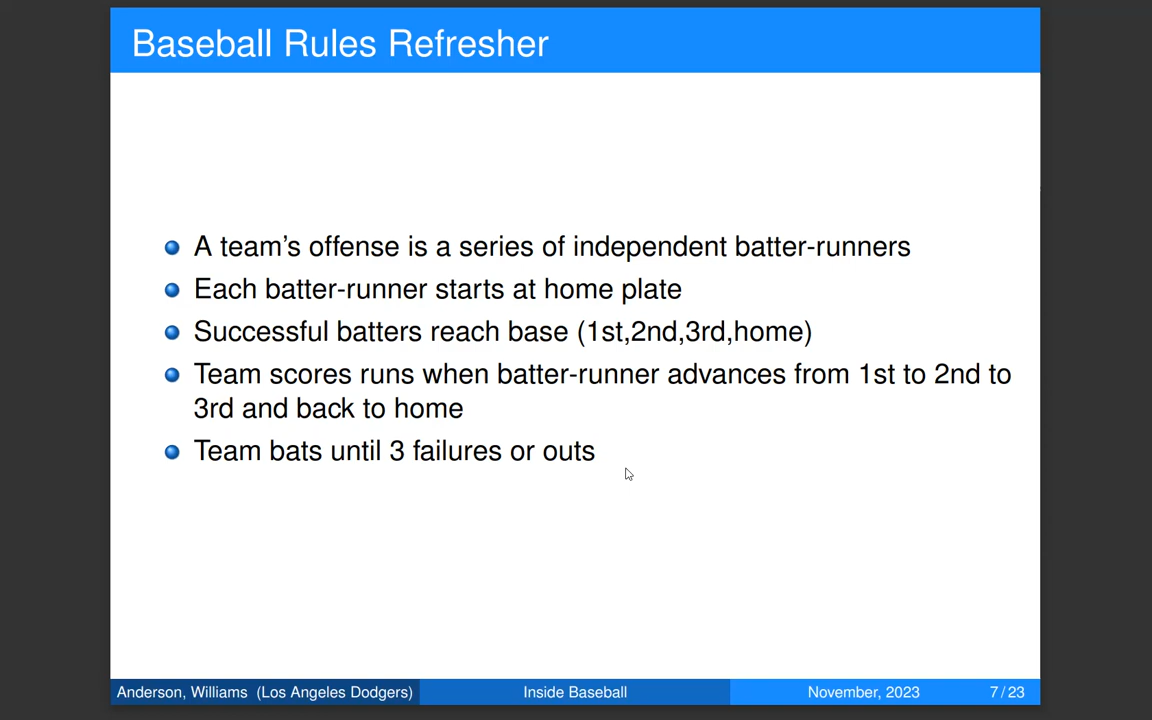 Baseball Rules Refresher
A team's offense is a series of independent batter-runners
Each batter-runner starts at home plate
Successful batters reach base (1st,2nd,3rd,home)
Team scores runs when batter-runner advances from 1st to 2nd to
3rd and back to home
Team bats until 3 failures or outs
Anderson, Williams (Los Angeles Dodgers) Inside Baseball November, 2023 7 / 23